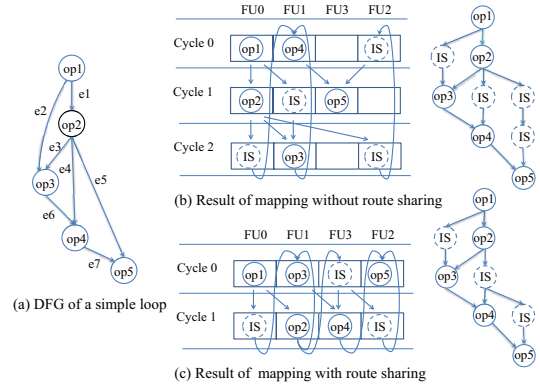 op1
e1
e2
op2
e3
e4
e5
op3
e6
op4
e7
op5
(a) DFG of a simple loop
FU0 FU1 FU3 FU2
Cycle 0 op1 op4 IS
Cycle 1 op2 IS op5
Cycle 2 IS op3 IS
(b) Result of mapping without route sharing
op1
IS op2
op3 IS IS
op4 IS
op5
FU0 FU1 FU3 FU2
Cycle 0 op1 op3 IS op5
Cycle 1 IS op2 op4 IS
(c) Result of mapping with route sharing
op1
IS op2
op3 IS
op4 IS
op5